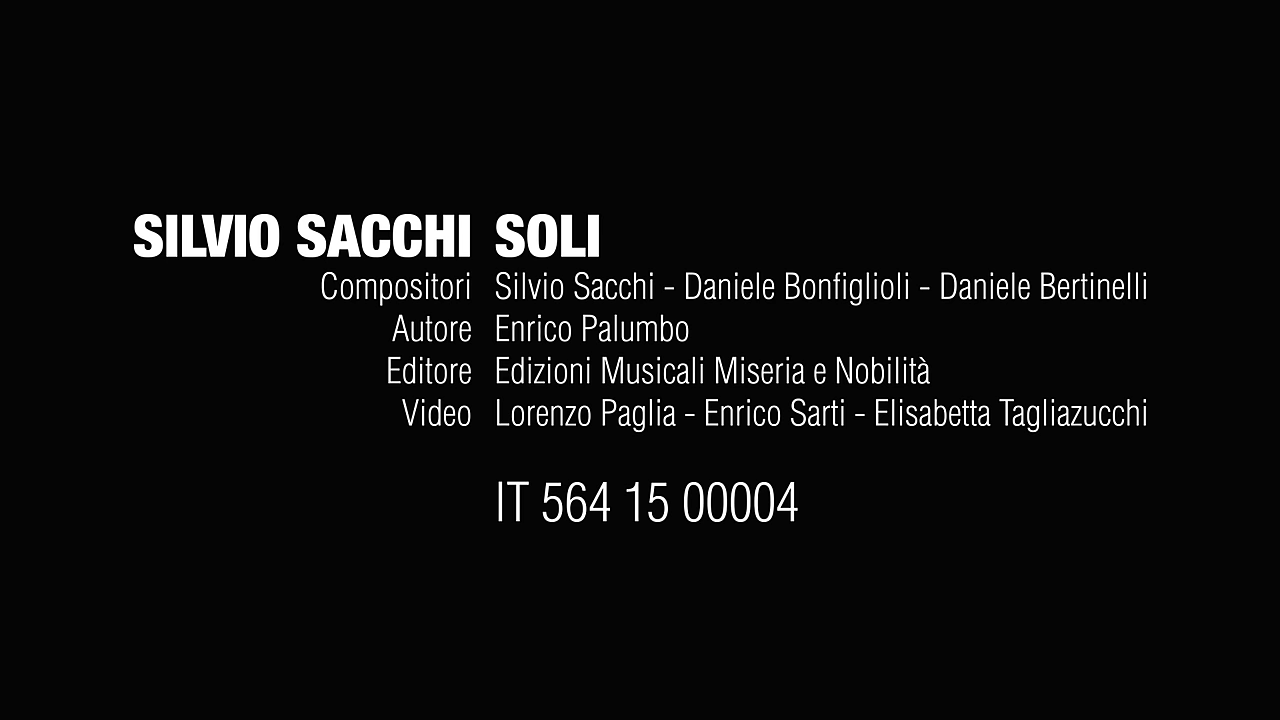 SILVIO SACCHI SOLI
Compositori Silvio Sacchi - Daniele Bonfiglioli - Daniele Bertinelli
Autore Enrico Palumbo
Editore Edizioni Musicali Miseria e Nobilità
Video Lorenzo Paglia - Enrico Sarti - Elisabetta Tagliazucchi
IT 564 15 00004